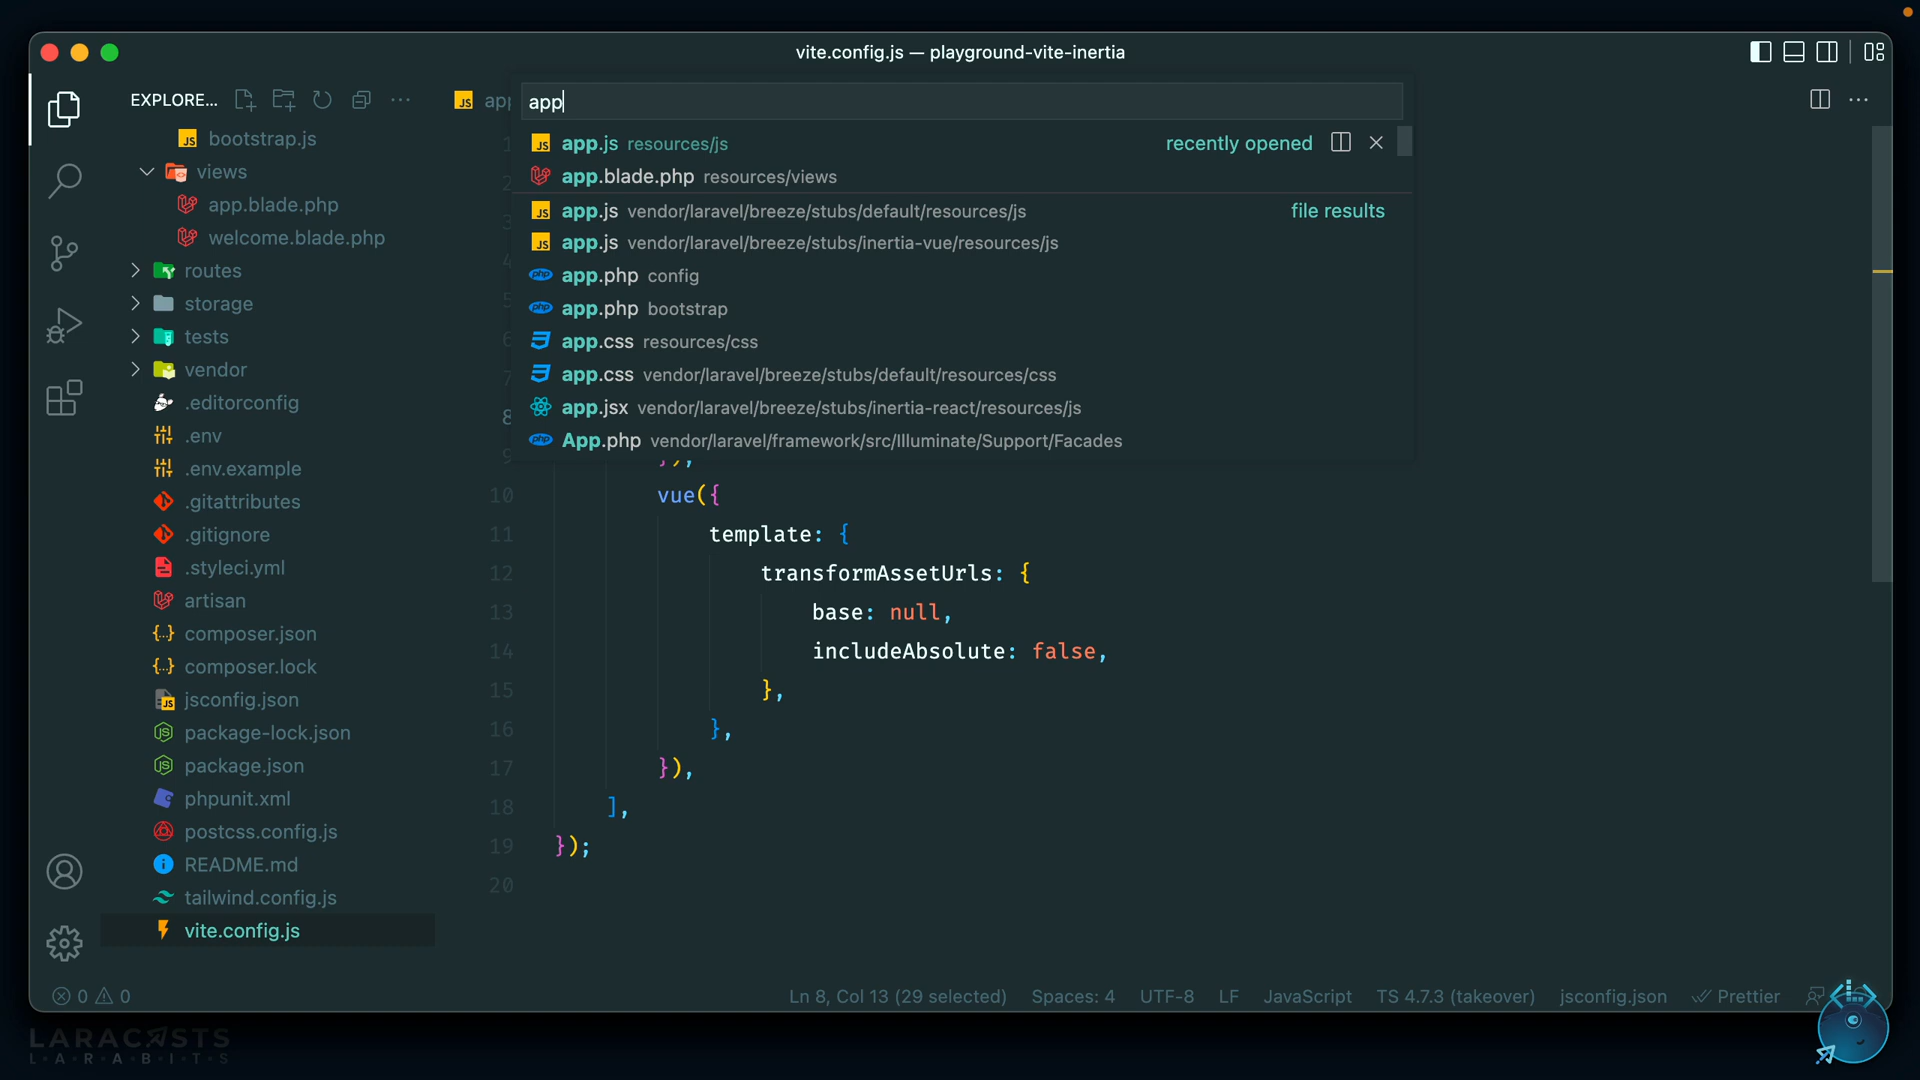 vite.config.js — playground-vite-inertia
EXPLORE...
bootstrap.js
views
app.blade.php
welcome.blade.php
routes
storage
tests
vendor
.editorconfig
.env
.env.example
.gitattributes
.gitignore
.styleci.yml
artisan
composer.json
composer.lock
jsconfig.json
package-lock.json
package.json
phpunit.xml
postcss.config.js
README.md
tailwind.config.js
vite.config.js
JS app
app
app.js resources/js recently opened
app.blade.php resources/views
app.js vendor/laravel/breeze/stubs/default/resources/js file results
app.js vendor/laravel/breeze/stubs/inertia-vue/resources/js
app.php config
app.php bootstrap
app.css resources/css
app.css vendor/laravel/breeze/stubs/default/resources/css
app.jsx vendor/laravel/breeze/stubs/inertia-react/resources/js
App.php vendor/laravel/framework/src/Illuminate/Support/Facades
8
9 }),
10 vue({
11 template: {
12 transformAssetUrls: {
13 base: null,
14 includeAbsolute: false,
15 },
16 },
17 }),
18 ],
19 });
20
0 0
Ln 8, Col 13 (29 selected) Spaces: 4 UTF-8 LF JavaScript TS 4.7.3 (takeover) jsconfig.json Prettier
LARACASTS
L·A·R·A·B·I·T·S